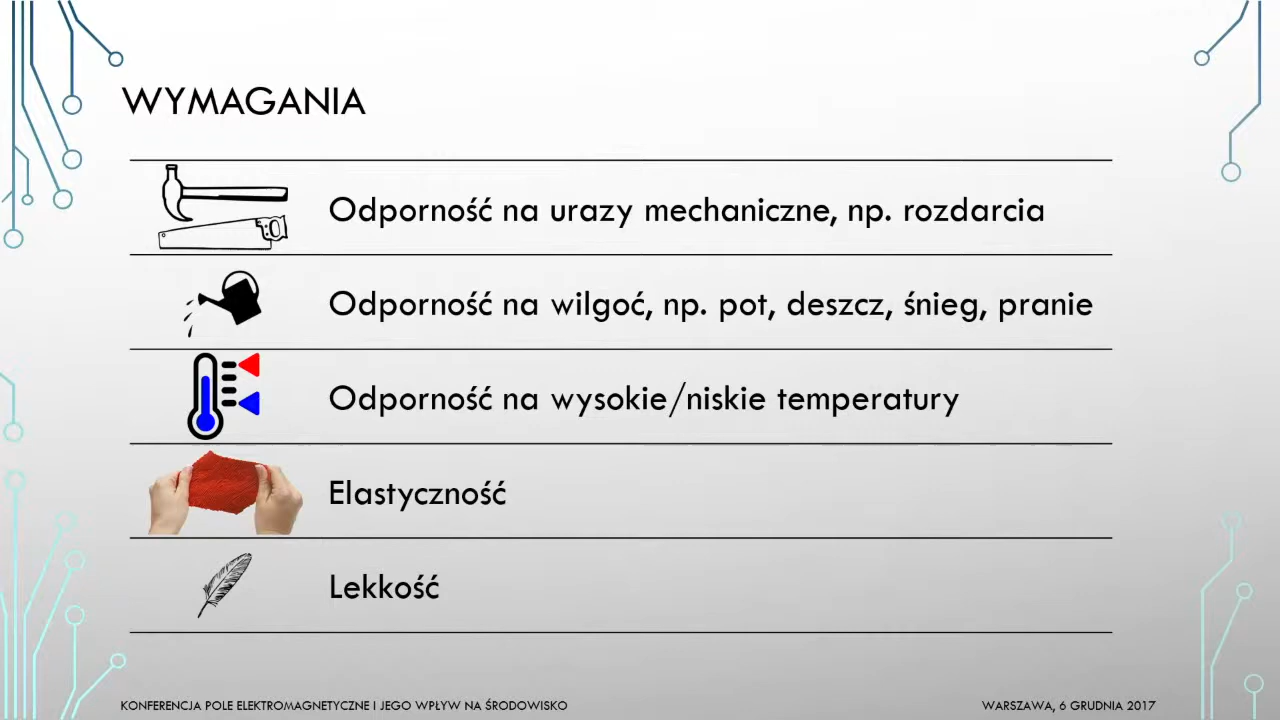 WYMAGANIA
Odporność na urazy mechaniczne, np. rozdarcia
Odporność na wilgoć, np. pot, deszcz, śnieg, pranie
Odporność na wysokie/niskie temperatury
Elastyczność
Lekkość
KONFERENCJA POLE ELEKTROMAGNETYCZNE I JEGO WPŁYW NA ŚRODOWISKO
WARSZAWA, 6 GRUDNIA 2017